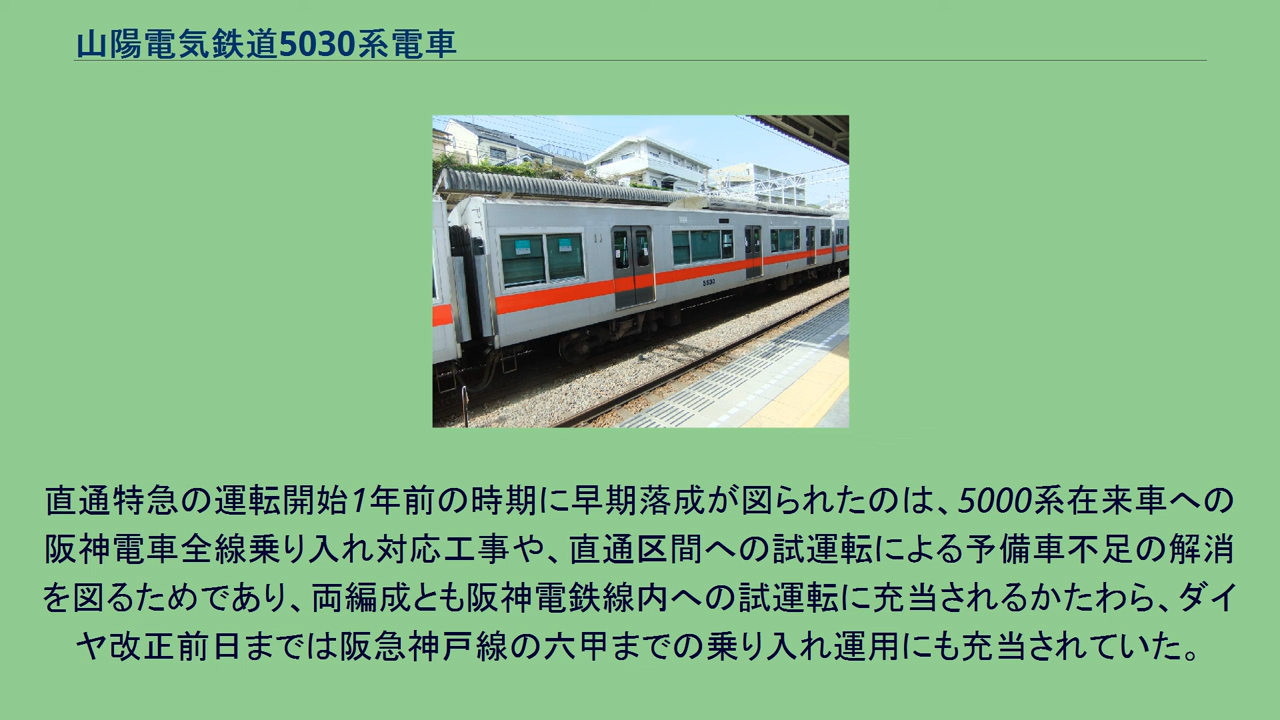 山陽電気鉄道5030系電車
直通特急の運転開始1年前の時期に早期落成が図られたのは、5000系在来車への
阪神電車全線乗り入れ対応工事や、直通区間への試運転による予備車不足の解消
を図るためであり、両編成とも阪神電鉄線内への試運転に充当されるかたわら、ダイ
ヤ改正前日までは阪急神戸線の六甲までの乗り入れ運用にも充当されていた。